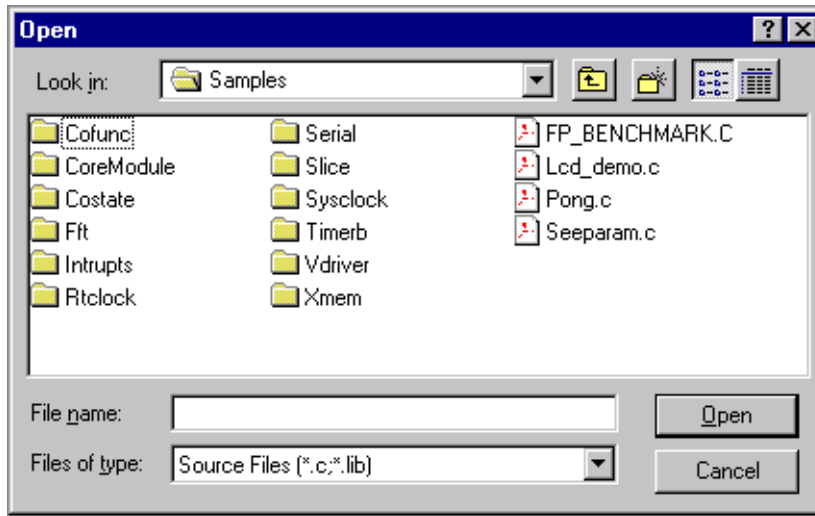 Open
Look in: Samples
Cofunc Serial FP_BENCHMARK.C
CoreModule Slice Lcd_demo.c
Costate Sysclock Pong.c
Fft Timerb Seeparam.c
Intrupts Vdriver
Rtclock Xmem
File name: Open
Files of type: Source Files (*.c;*.lib) Cancel